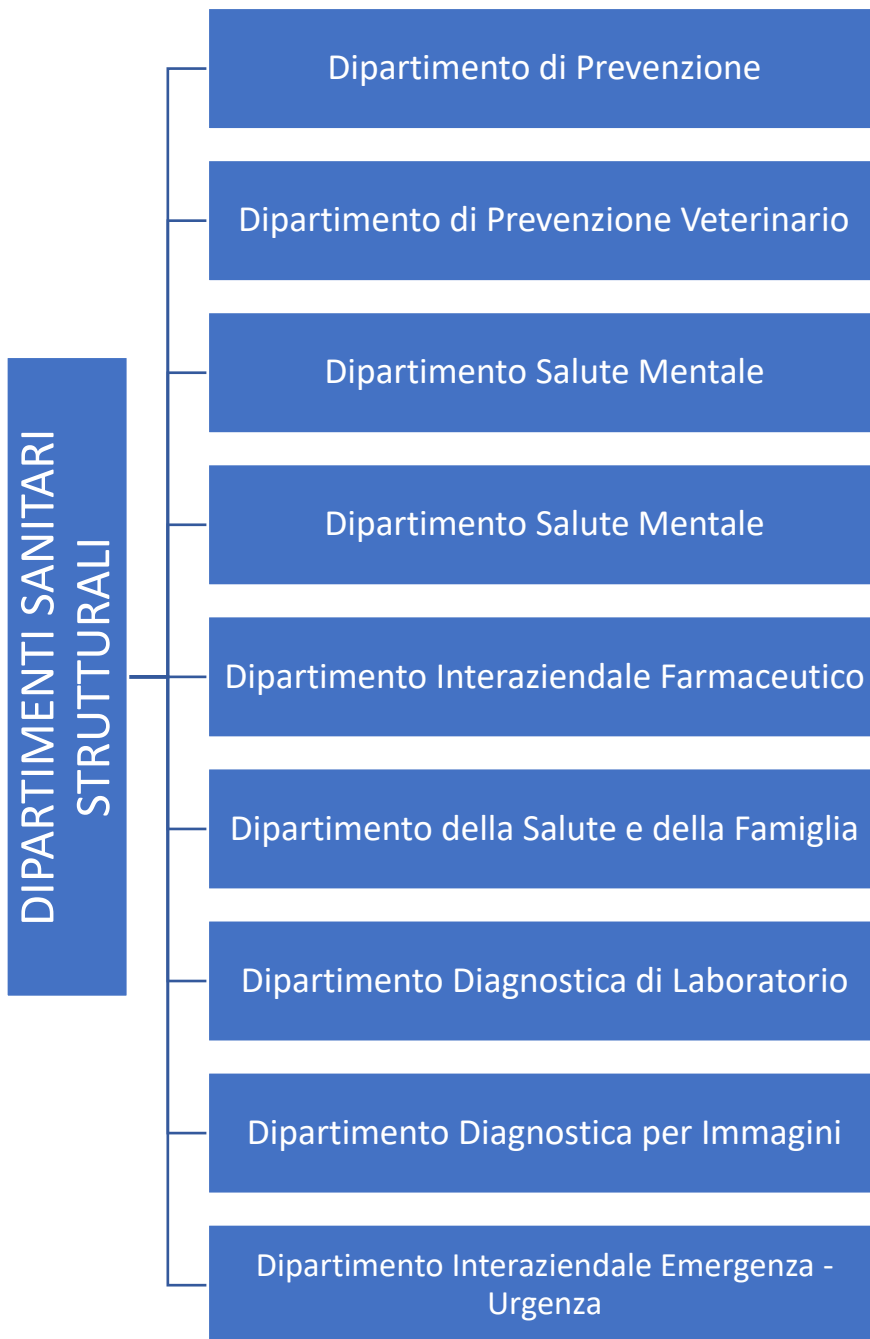 DIPARTIMENTI SANITARI
STRUTTURALI
Dipartimento di Prevenzione
Dipartimento di Prevenzione Veterinario
Dipartimento Salute Mentale
Dipartimento Salute Mentale
Dipartimento Interaziendale Farmaceutico
Dipartimento della Salute e della Famiglia
Dipartimento Diagnostica di Laboratorio
Dipartimento Diagnostica per Immagini
Dipartimento Interaziendale Emergenza -
Urgenza